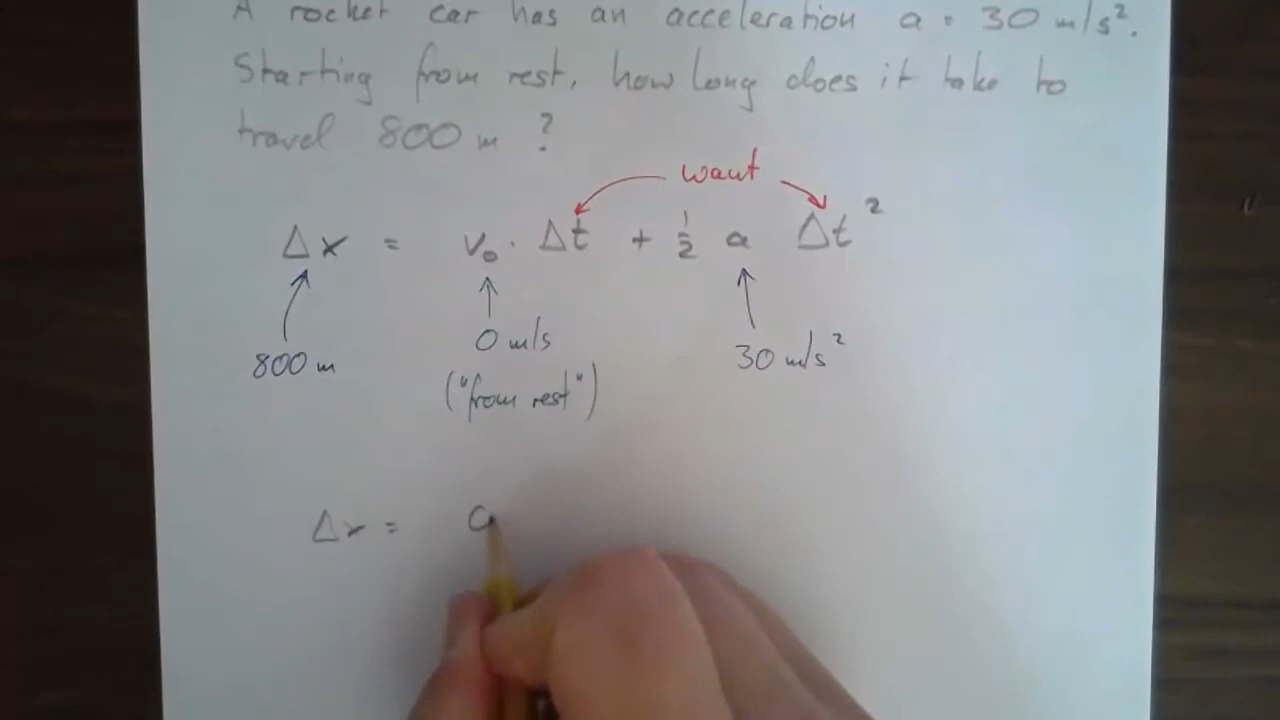 A rocket car has an acceleration a = 30 m/s².
Starting from rest, how long does it take to
travel 800 m ?
want
Δx = v₀ · Δt + ½ a Δt²
800 m
0 m/s
("from rest")
30 m/s²
Δx =